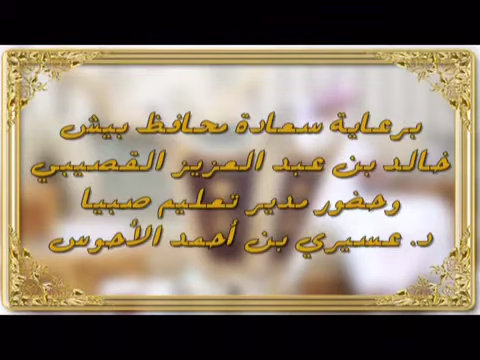 برعاية سعادة محافظ بيش
خالد بن عبد العزيز القصيبي
وحضور مدير تعليم صبيا
د. عسيري بن أحمد الأحوس